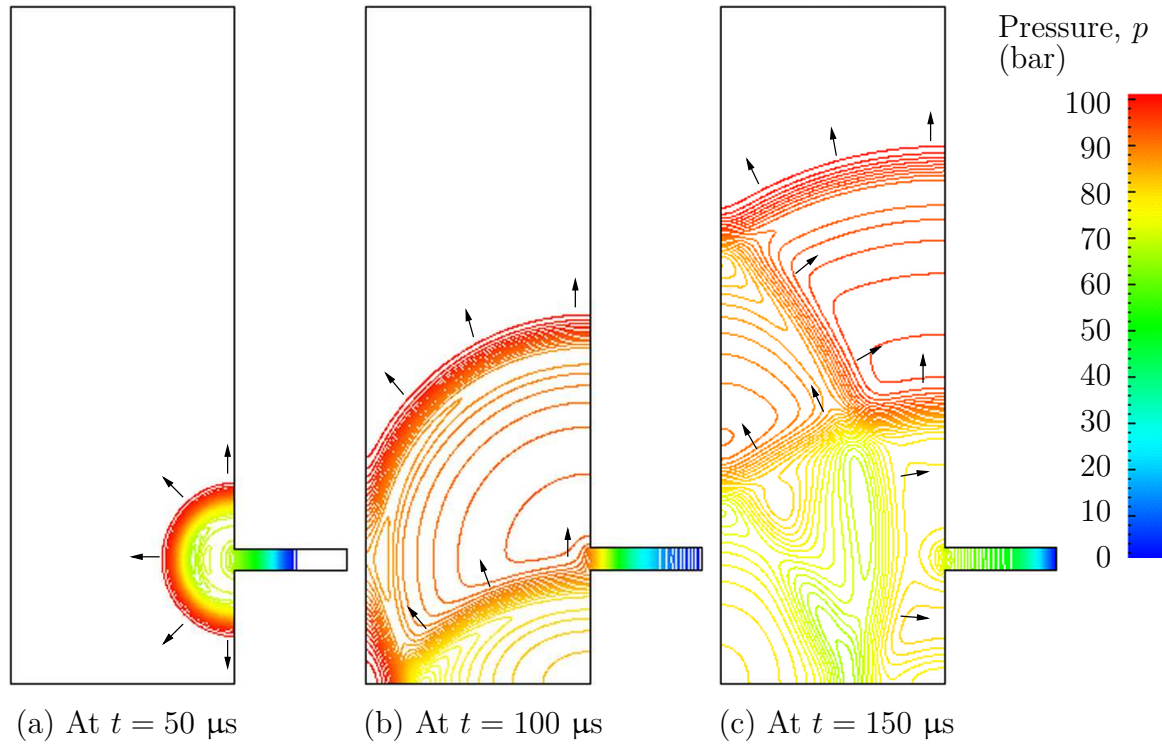 Pressure, p
(bar)
100
90
80
70
60
50
40
30
20
10
0
(a) At t = 50 µs
(b) At t = 100 µs
(c) At t = 150 µs